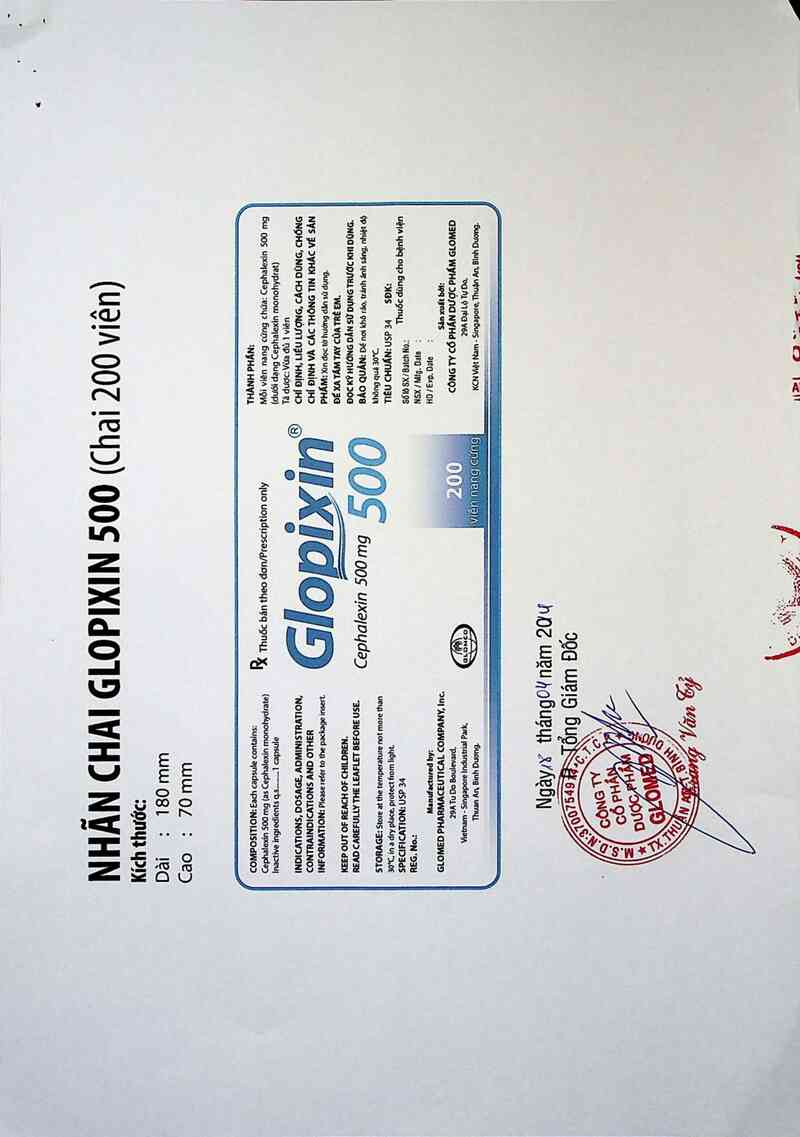 NHÃN CHAI GLOPIXIN 500 (Chai 200 viên)
Kích thước:
Dài : 180 mm
Cao : 70 mm
COMPOSITION: Each capsule contains:
Cephalexin 500 mg (as Cephalexin monohydrate)
Inactive ingredients q.s.........1 capsule
INDICATIONS, DOSAGE, ADMINISTRATION,
CONTRAINDICATIONS AND OTHER
INFORMATION: Please refer to the package insert.
KEEP OUT OF REACH OF CHILDREN.
READ CAREFULLY THE LEAFLET BEFORE USE.
STORAGE: Store at the temperature not more than
30°C, in a dry place, protect from light.
SPECIFICATION: USP 34
REG. No.:
Manufactured by:
GLOMED PHARMACEUTICAL COMPANY, Inc.
29A Tu Do Boulevard,
Vietnam - Singapore Industrial Park,
Thuan An, Binh Duong.
Rx Thuốc bán theo đơn/Prescription only
Glopixin®
Cephalexin 500 mg 500
GLOMED
200
viên nang cứng
THÀNH PHẦN:
Mỗi viên nang cứng chứa: Cephalexin 500 mg
(dưới dạng Cephalexin monohydrat)
Tá dược: Vừa đủ 1 viên
CHỈ ĐỊNH, LIỀU LƯỢNG, CÁCH DÙNG, CHỐNG
CHỈ ĐỊNH VÀ CÁC THÔNG TIN KHÁC VỀ SẢN
PHẨM: Xin đọc tờ hướng dẫn sử dụng.
ĐỂ XA TẦM TAY CỦA TRẺ EM.
ĐỌC KỸ HƯỚNG DẪN SỬ DỤNG TRƯỚC KHI DÙNG.
BẢO QUẢN: Để nơi khô ráo, tránh ánh sáng, nhiệt độ
không quá 30°C.
TIÊU CHUẨN: USP 34 SĐK:
Thuốc dùng cho bệnh viện
Số lô SX / Batch No.:
NSX / Mfg. Date :
HD / Exp. Date :
Sản xuất bởi:
CÔNG TY CỔ PHẦN DƯỢC PHẨM GLOMED
29A Đại Lộ Tự Do,
KCN Việt Nam - Singapore, Thuận An, Bình Dương.
Ngày tháng 04 năm 2014
Tổng Giám Đốc
CÔNG TY
CỔ PHẦN
DƯỢC PHẨM
GLOMED
Văn Tỷ